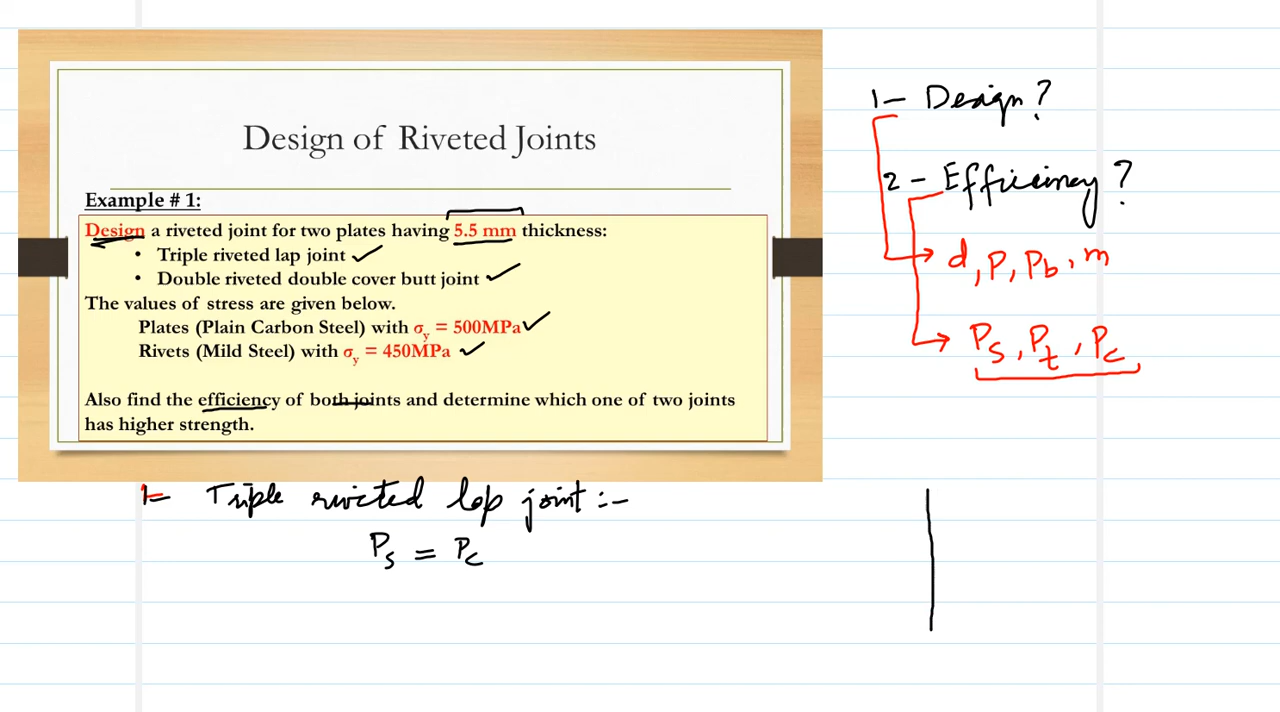 Design of Riveted Joints
Example # 1:
Design a riveted joint for two plates having 5.5 mm thickness:
• Triple riveted lap joint
• Double riveted double cover butt joint
The values of stress are given below.
Plates (Plain Carbon Steel) with σy = 500MPa
Rivets (Mild Steel) with σy = 450MPa
Also find the efficiency of both joints and determine which one of two joints
has higher strength.
1- Design?
2- Efficiency?
d, P, Pb, m
Ps, Pt, Pc
1- Triple riveted lap joint :-
Ps = Pc